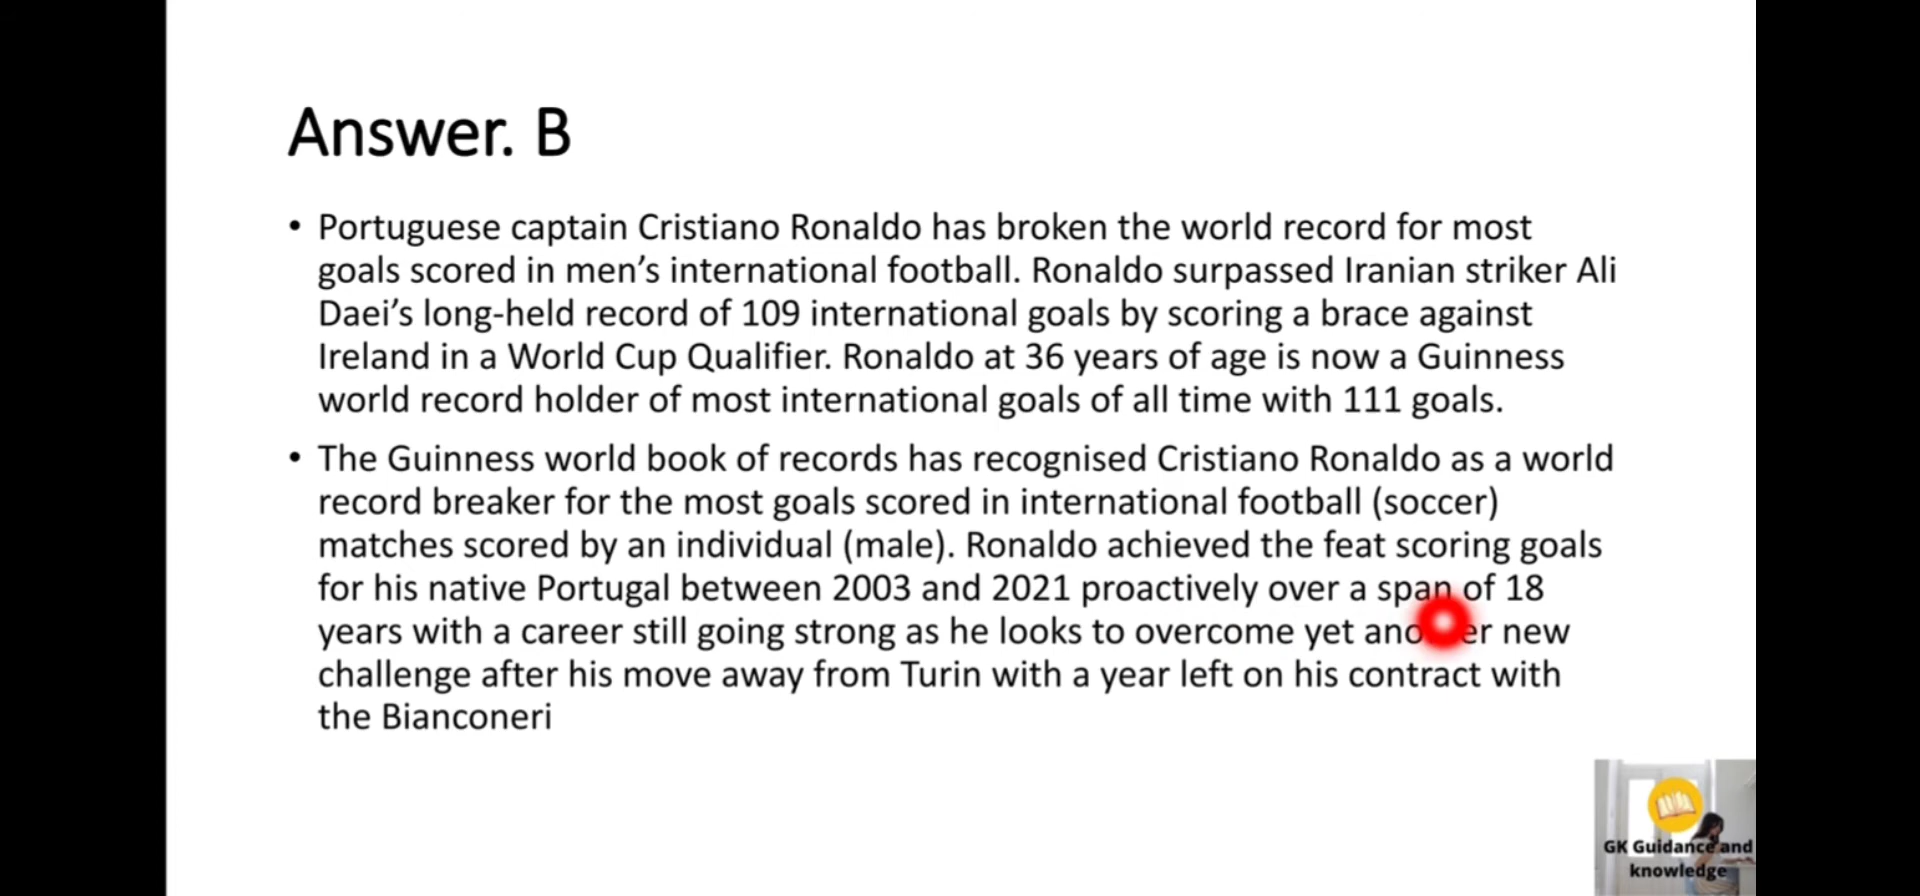 Answer. B
• Portuguese captain Cristiano Ronaldo has broken the world record for most
goals scored in men’s international football. Ronaldo surpassed Iranian striker Ali
Daei’s long-held record of 109 international goals by scoring a brace against
Ireland in a World Cup Qualifier. Ronaldo at 36 years of age is now a Guinness
world record holder of most international goals of all time with 111 goals.
• The Guinness world book of records has recognised Cristiano Ronaldo as a world
record breaker for the most goals scored in international football (soccer)
matches scored by an individual (male). Ronaldo achieved the feat scoring goals
for his native Portugal between 2003 and 2021 proactively over a span of 18
years with a career still going strong as he looks to overcome yet another new
challenge after his move away from Turin with a year left on his contract with
the Bianconeri
GK Guidance and
knowledge